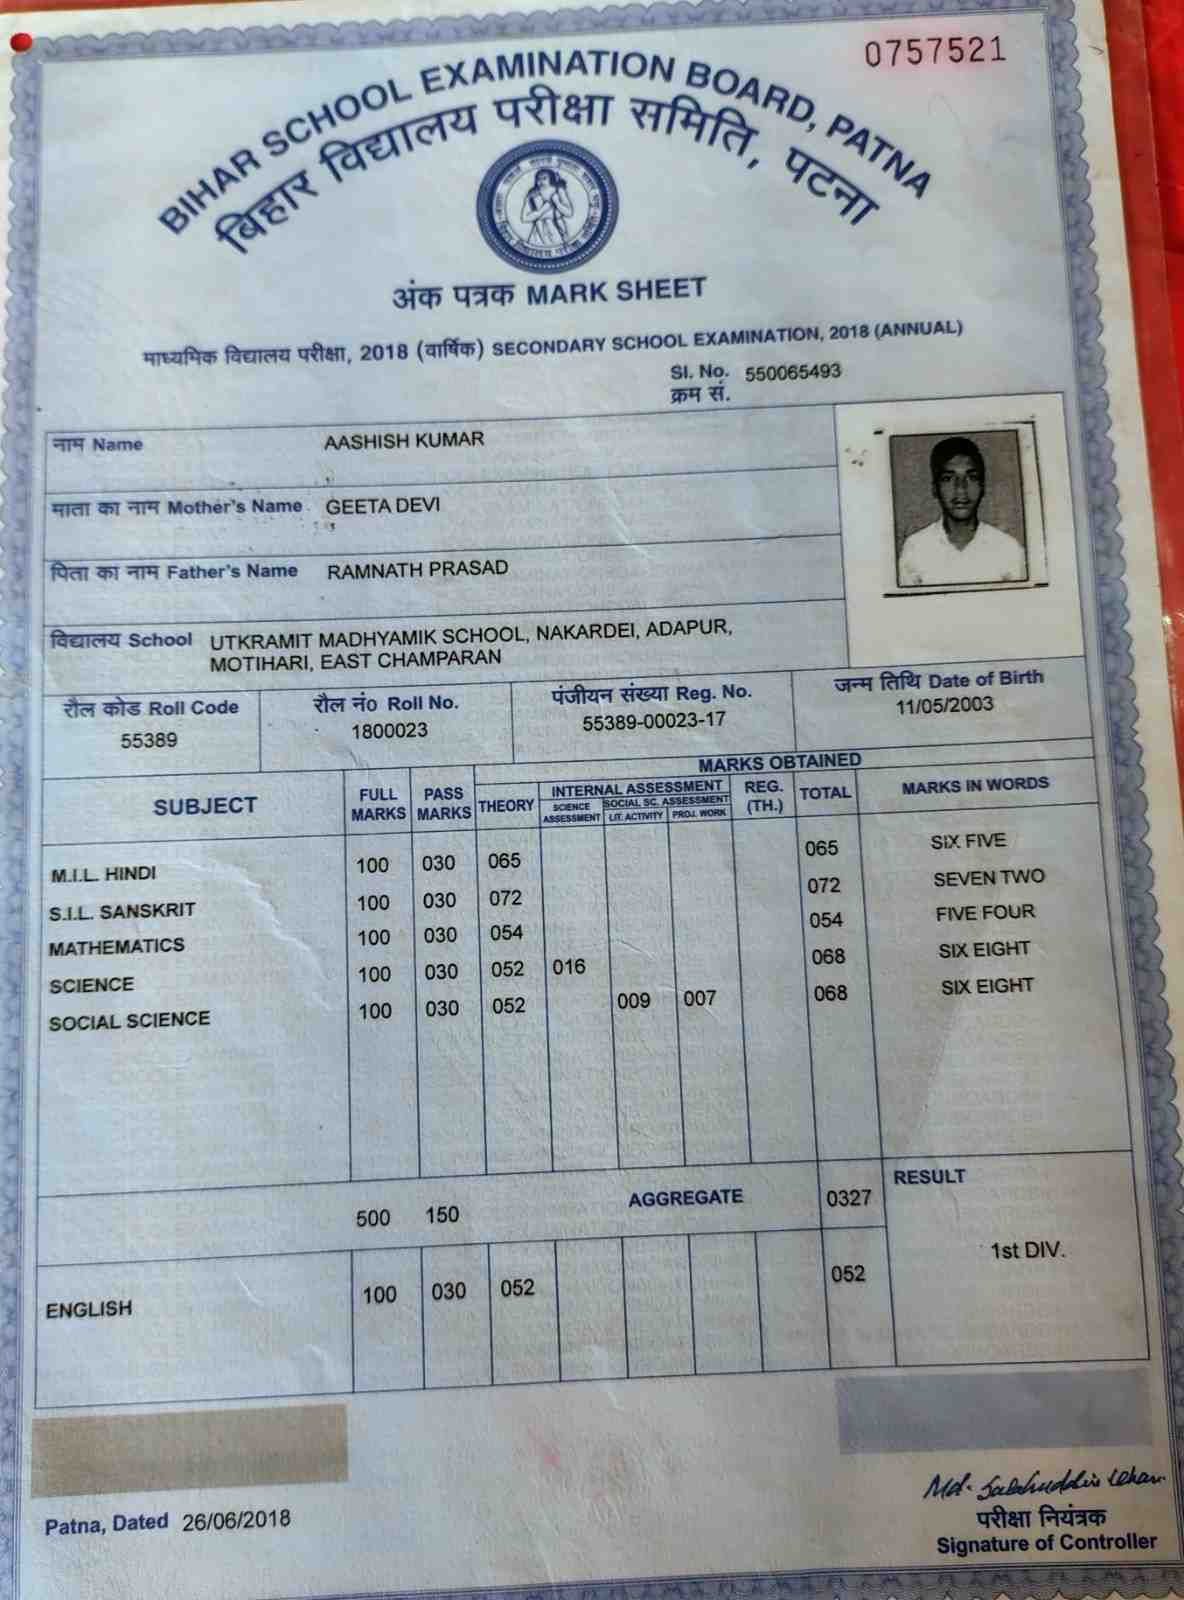 0757521
BIHAR SCHOOL EXAMINATION BOARD, PATNA
बिहार विद्यालय परीक्षा समिति, पटना
अंक पत्रक MARK SHEET
माध्यमिक विद्यालय परीक्षा, 2018 (वार्षिक) SECONDARY SCHOOL EXAMINATION, 2018 (ANNUAL)
Sl. No. 550065493
क्रम सं.
नाम Name AASHISH KUMAR
माता का नाम Mother's Name GEETA DEVI
पिता का नाम Father's Name RAMNATH PRASAD
विद्यालय School UTKRAMIT MADHYAMIK SCHOOL, NAKARDEI, ADAPUR,
MOTIHARI, EAST CHAMPARAN
रौल कोड Roll Code रौल नं० Roll No. पंजीयन संख्या Reg. No. जन्म तिथि Date of Birth
55389 1800023 55389-00023-17 11/05/2003
MARKS OBTAINED
SUBJECT FULL MARKS PASS MARKS THEORY INTERNAL ASSESSMENT REG. (TH.) TOTAL MARKS IN WORDS
SCIENCE ASSESSMENT SOCIAL SC. ASSESSMENT
LIT. ACTIVITY PROJ. WORK
M.I.L. HINDI 100 030 065 065 SIX FIVE
S.I.L. SANSKRIT 100 030 072 072 SEVEN TWO
MATHEMATICS 100 030 054 054 FIVE FOUR
SCIENCE 100 030 052 016 068 SIX EIGHT
SOCIAL SCIENCE 100 030 052 009 007 068 SIX EIGHT
500 150 AGGREGATE 0327 RESULT
1st DIV.
ENGLISH 100 030 052 052
Patna, Dated 26/06/2018
परीक्षा नियंत्रक
Signature of Controller